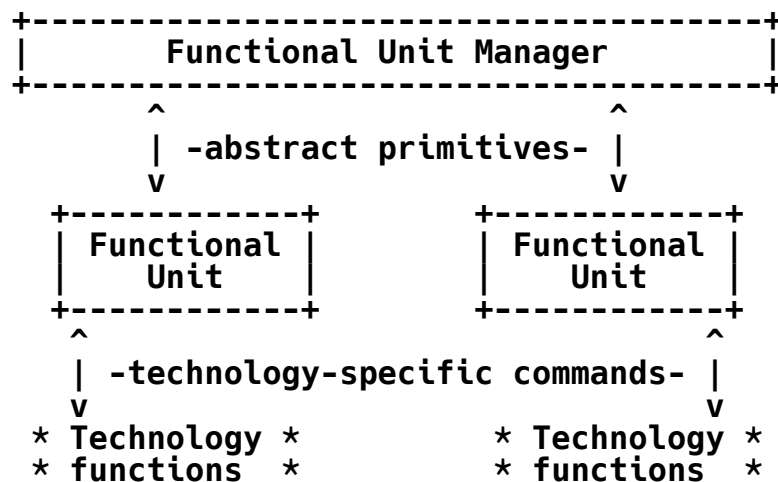 +---------------------------------------+
|       Functional Unit Manager        |
+---------------------------------------+
^                       ^
| -abstract primitives- |
v                       v
+------------+        +------------+
| Functional |        | Functional |
|    Unit    |        |    Unit    |
+------------+        +------------+
^                                 ^
| -technology-specific commands- |
v                                 v
* Technology *          * Technology *
* functions  *          * functions  *